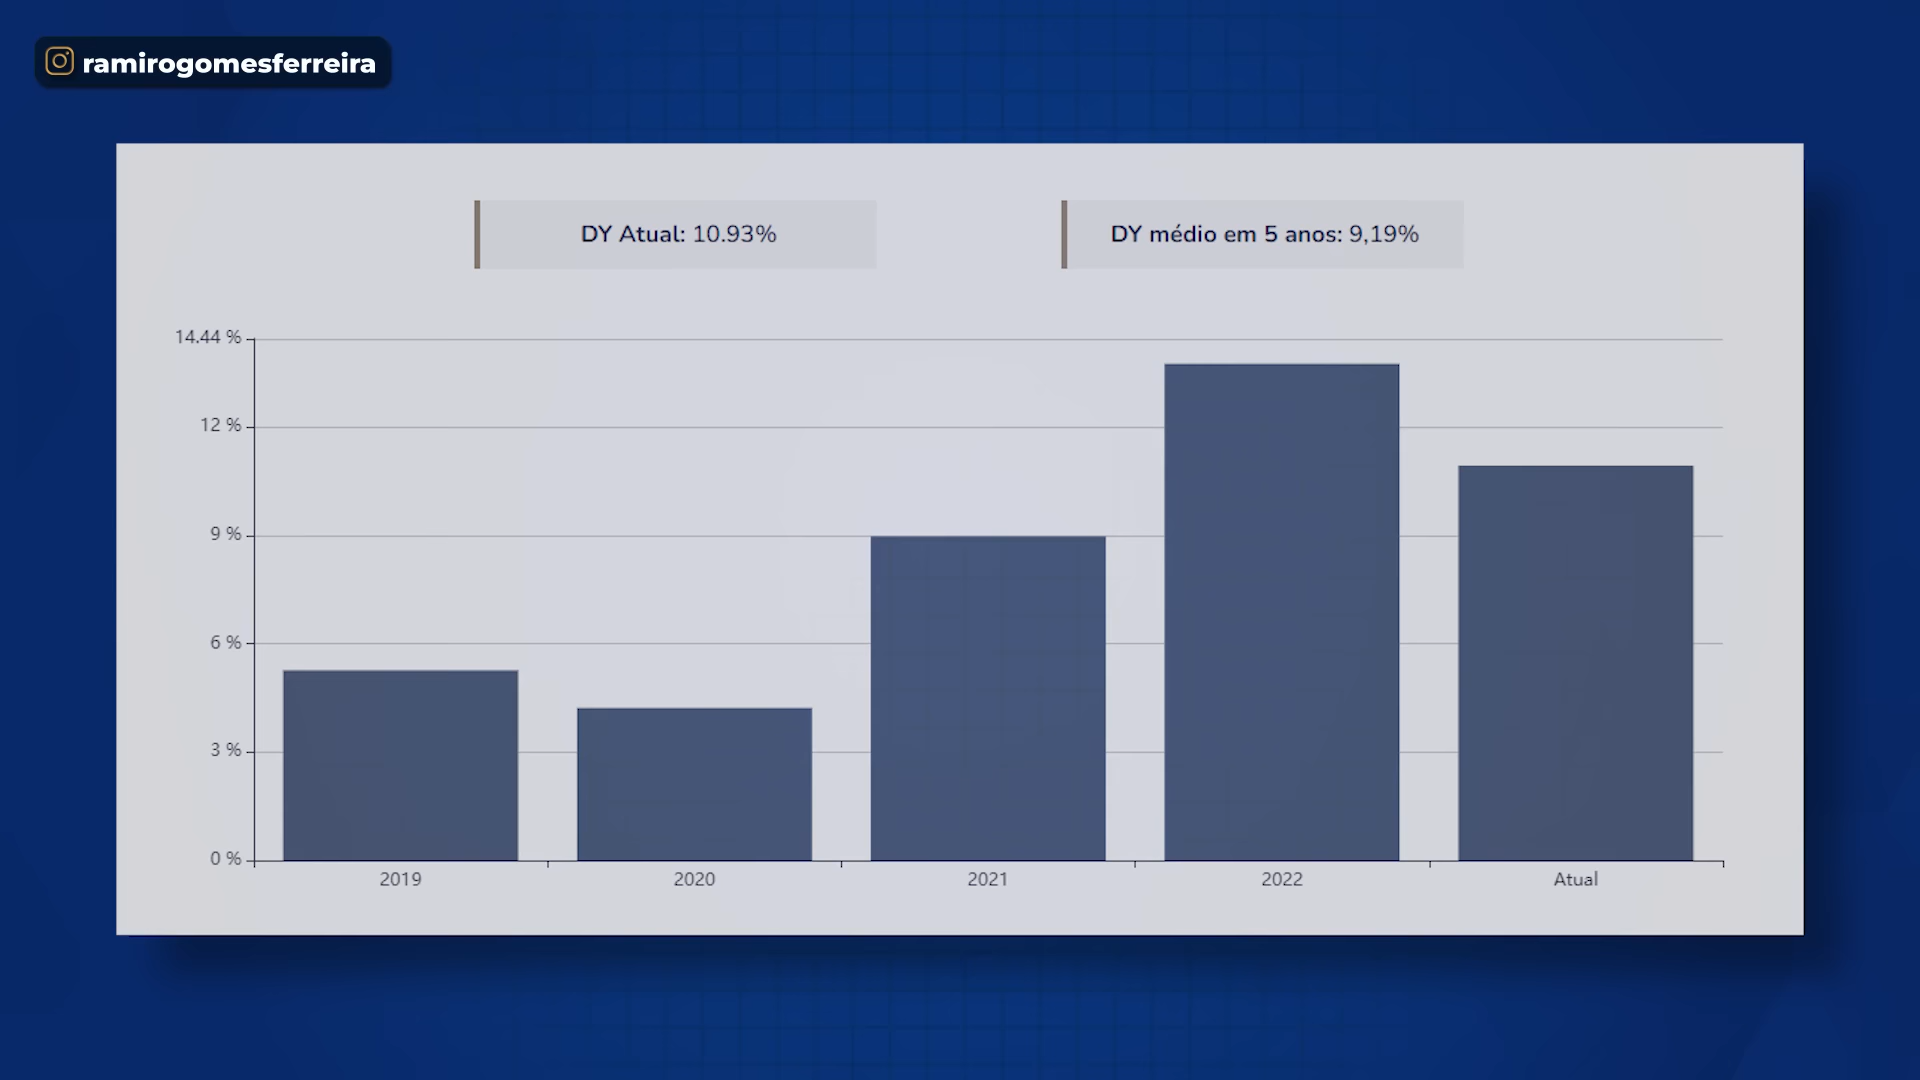 ramirogomesferreira
DY Atual: 10.93%
DY médio em 5 anos: 9,19%
14.44 %
12 %
9 %
6 %
3 %
0 %
2019
2020
2021
2022
Atual